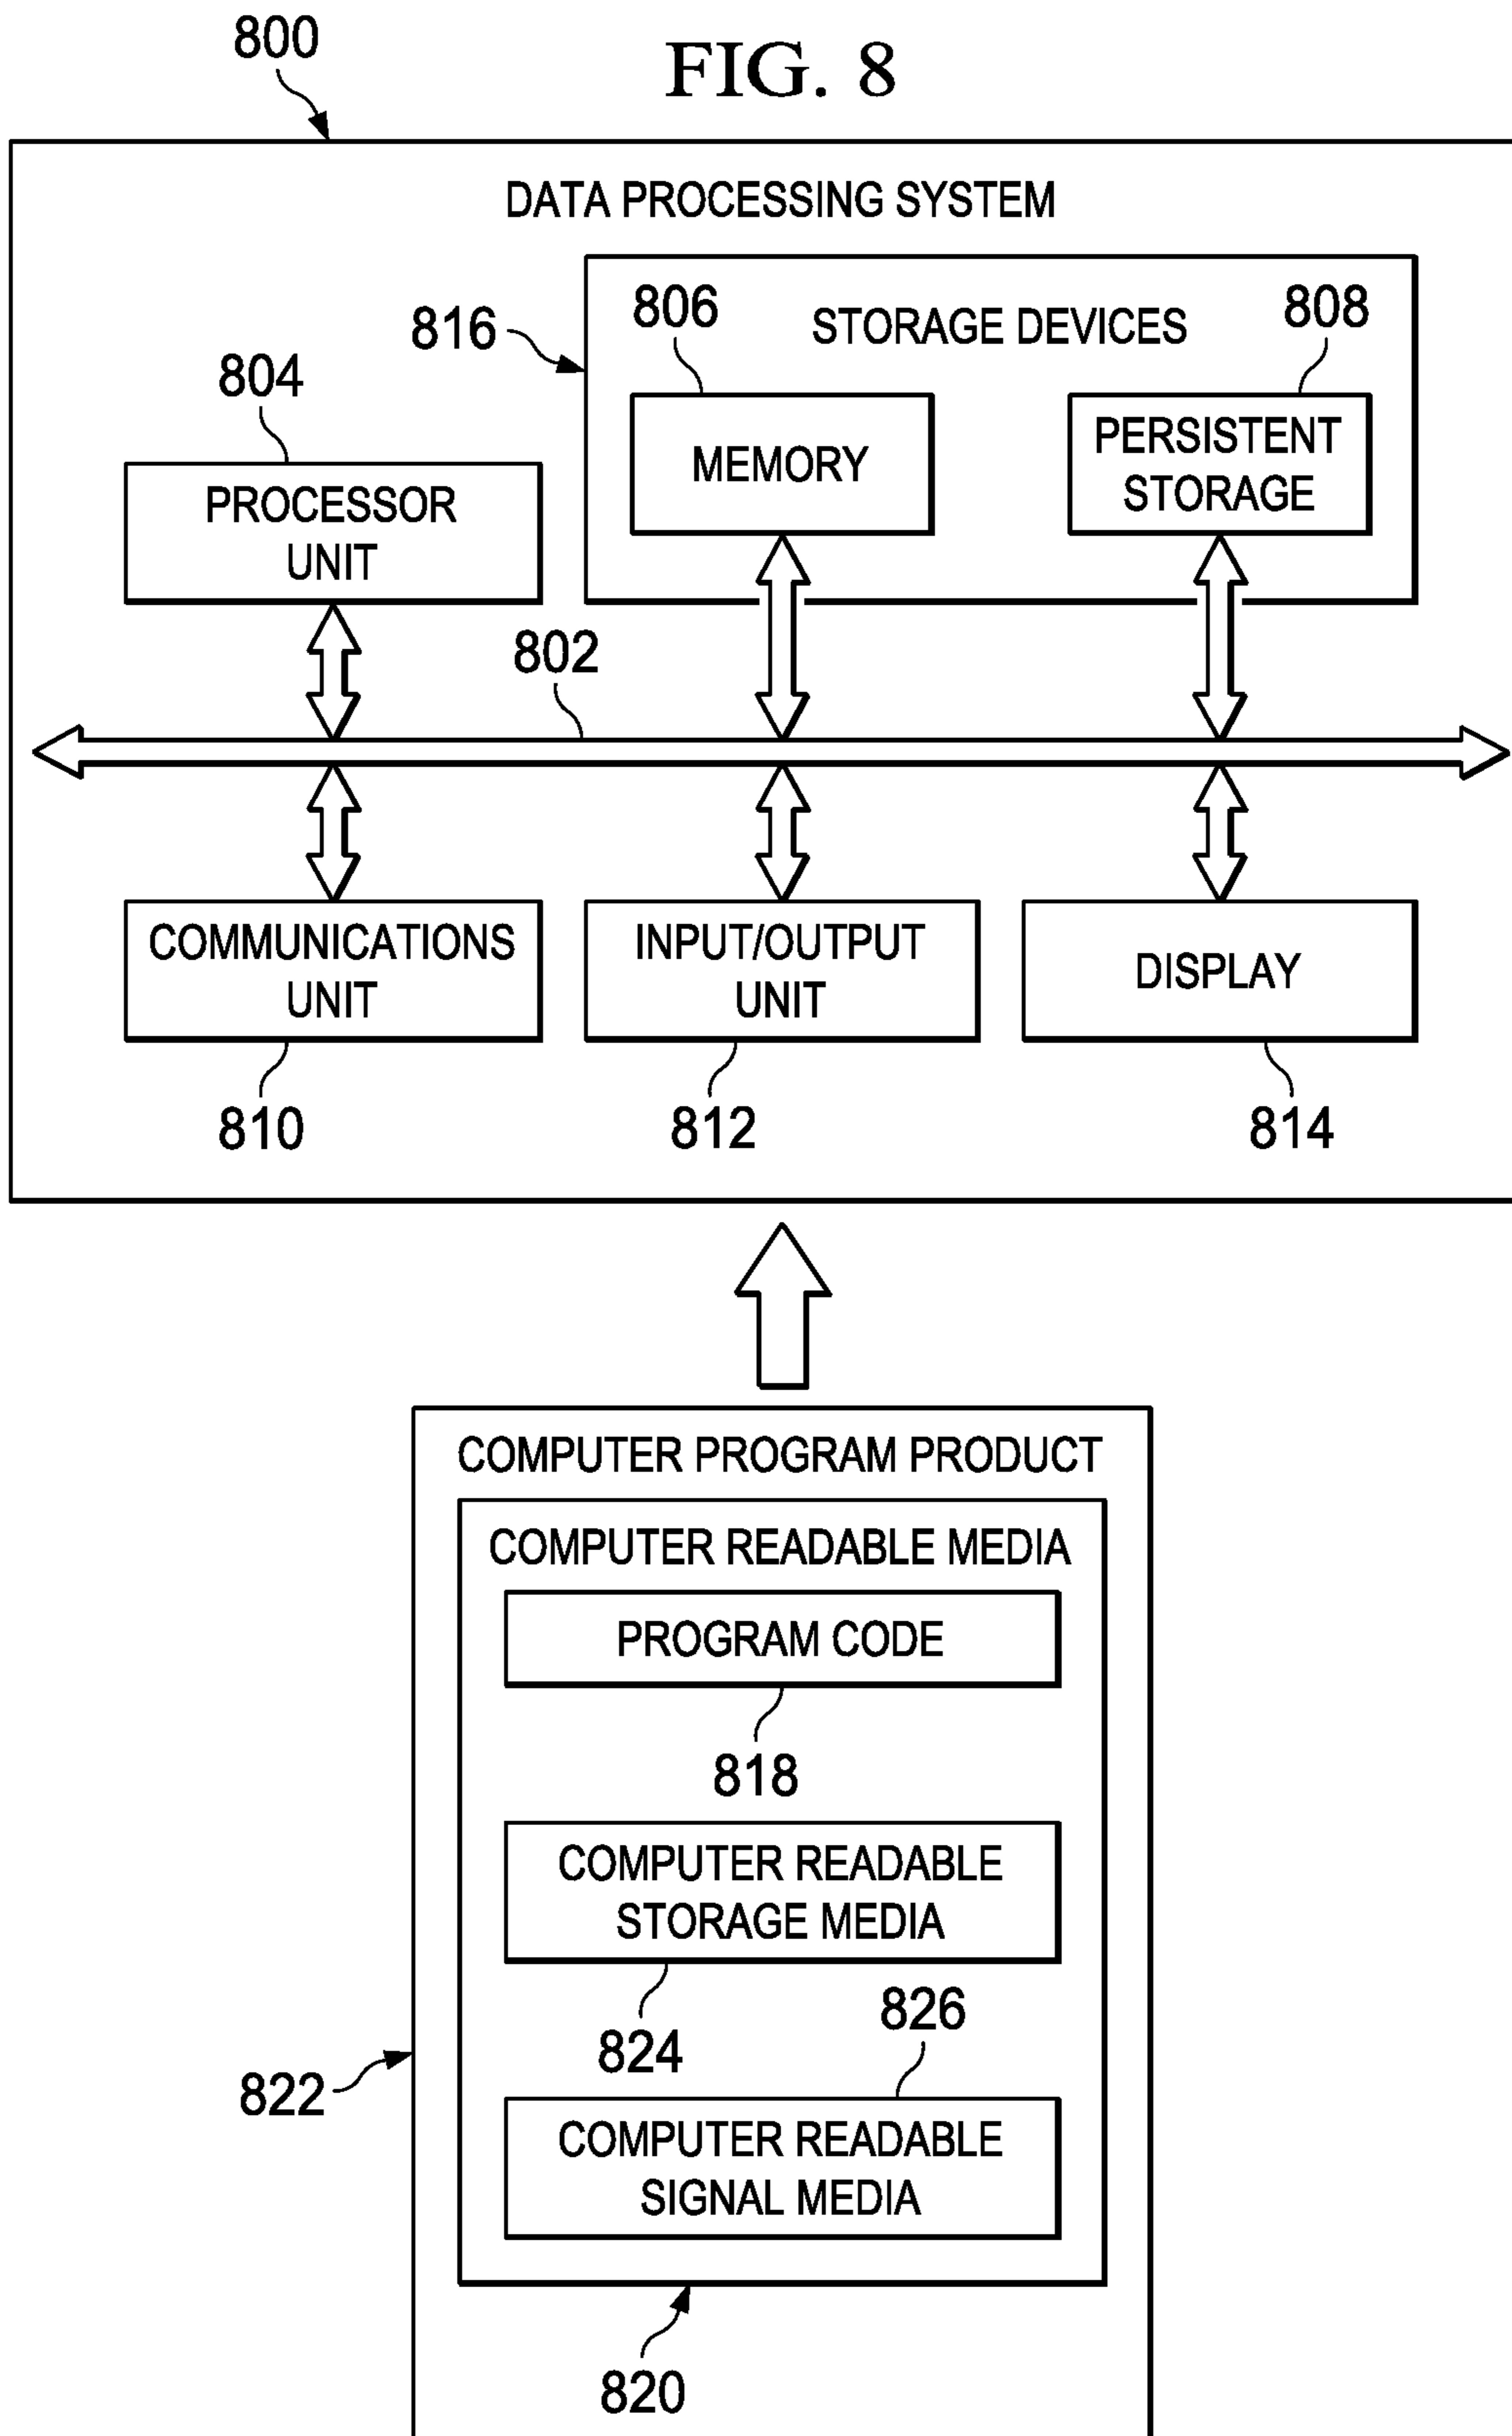 FIG. 8
800
DATA PROCESSING SYSTEM
816
STORAGE DEVICES
806
808
MEMORY
PERSISTENT
STORAGE
804
PROCESSOR
UNIT
802
COMMUNICATIONS
UNIT
INPUT/OUTPUT
UNIT
DISPLAY
810
812
814
COMPUTER PROGRAM PRODUCT
COMPUTER READABLE MEDIA
PROGRAM CODE
818
COMPUTER READABLE
STORAGE MEDIA
824
826
822
COMPUTER READABLE
SIGNAL MEDIA
820